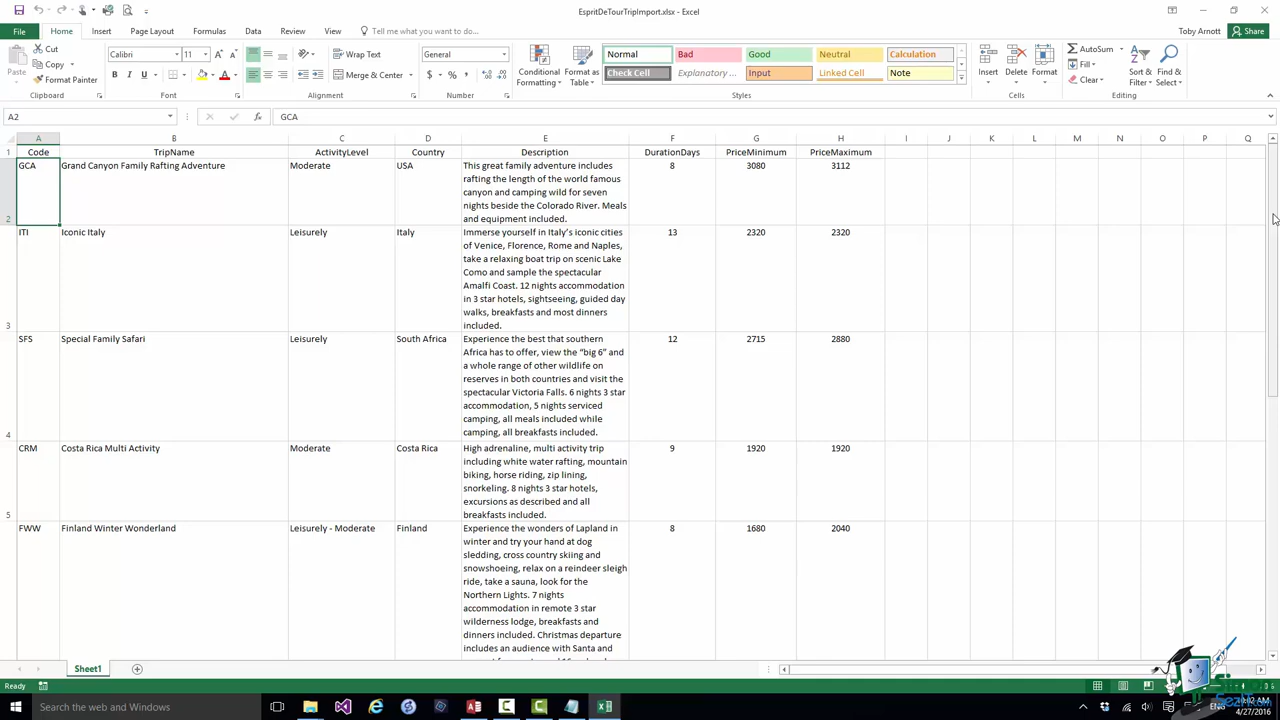 EspritDeTourTripImport.xlsx - Excel
File Home Insert Page Layout Formulas Data Review View Tell me what you want to do... Toby Arnott Share
Paste Cut Copy Format Painter Clipboard
Calibri 11 B I U A A A Font
Wrap Text Merge & Center Alignment
General $ % , Number
Conditional Formatting Format as Table
Normal Bad Good Neutral Calculation
Check Cell Explanatory ... Input Linked Cell Note
Styles
Insert Delete Format Cells
AutoSum Fill Clear Sort & Filter Find & Select Editing
A2 fx GCA
A B C D E F G H I J K L M N O P Q
1 Code TripName ActivityLevel Country Description DurationDays PriceMinimum PriceMaximum
GCA Grand Canyon Family Rafting Adventure Moderate USA This great family adventure includes 8 3080 3112
rafting the length of the world famous
canyon and camping wild for seven
nights beside the Colorado River. Meals
2 and equipment included.
ITI Iconic Italy Leisurely Italy Immerse yourself in Italy's iconic cities 13 2320 2320
of Venice, Florence, Rome and Naples,
take a relaxing boat trip on scenic Lake
Como and sample the spectacular
Amalfi Coast. 12 nights accommodation
in 3 star hotels, sightseeing, guided day
walks, breakfasts and most dinners
3 included.
SFS Special Family Safari Leisurely South Africa Experience the best that southern 12 2715 2880
Africa has to offer, view the "big 6" and
a whole range of other wildlife on
reserves in both countries and visit the
spectacular Victoria Falls. 6 nights 3 star
accommodation, 5 nights serviced
camping, all meals included while
4 camping, all breakfasts included.
CRM Costa Rica Multi Activity Moderate Costa Rica High adrenaline, multi activity trip 9 1920 1920
including white water rafting, mountain
biking, horse riding, zip lining,
snorkeling. 8 nights 3 star hotels,
excursions as described and all
5 breakfasts included.
FWW Finland Winter Wonderland Leisurely - Moderate Finland Experience the wonders of Lapland in 8 1680 2040
winter and try your hand at dog
sledding, cross country skiing and
snowshoeing, relax on a reindeer sleigh
ride, take a sauna, look for the
Northern Lights. 7 nights
accommodation in remote 3 star
wilderness lodge, breakfasts and
dinners included. Christmas departure
includes an audience with Santa and
Sheet1
Ready
Search the web and Windows ENG
4/27/2016